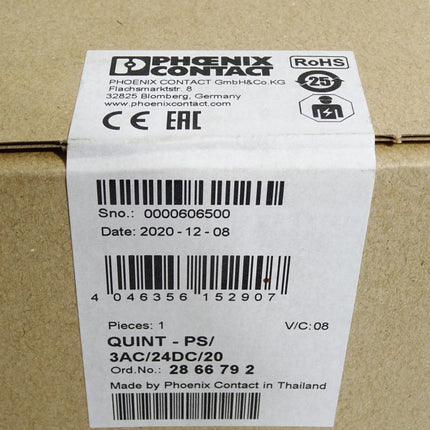 PHOENIX
CONTACT
RoHS
PHOENIX CONTACT GmbH&Co.KG
Flachsmarktstr. 8
32825 Blomberg, Germany
www.phoenixcontact.com
25
CE EAC
Sno.: 0000606500
Date: 2020 - 12 - 08
4 046356 152907
Pieces: 1 V/C: 08
QUINT - PS/
3AC/24DC/20
Ord.No.: 28 66 79 2
Made by Phoenix Contact in Thailand